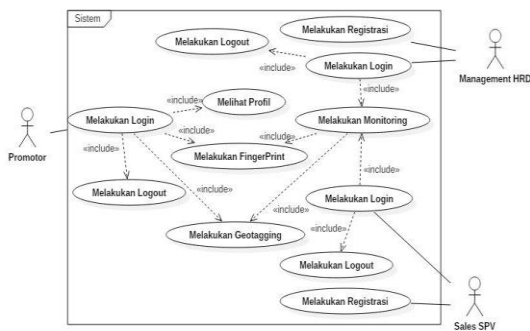 Sistem
Melakukan Registrasi
Melakukan Logout
«include»
Melakukan Login
Management HRD
«include»
«include»
Melihat Profil
Melakukan Login
Melakukan Monitoring
«include»
«include»
«include»
Promotor
Melakukan FingerPrint
«include»
«include»
Melakukan Logout
Melakukan Login
«include»
Melakukan Geotagging
«include»
Melakukan Logout
Melakukan Registrasi
Sales SPV